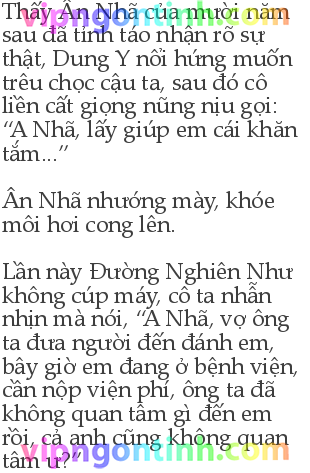 vipngontinh.com
Thấy Ân Nhã của mười năm
sau đã tỉnh táo nhận rõ sự
thật, Dung Y nổi hứng muốn
trêu chọc cậu ta, sau đó cô
liền cất giọng nũng nịu gọi:
“A Nhã, lấy giúp em cái khăn
tắm...”
Ân Nhã nhướng mày, khóe
môi hơi cong lên.
Lần này Đường Nghiên Như
không cúp máy, cô ta nhẫn
nhịn mà nói, “A Nhã, vợ ông
ta đưa người đến đánh em,
bây giờ em đang ở bệnh viện,
cần nộp viện phí, ông ta đã
không quan tâm gì đến em
rồi, cả anh cũng không quan
tâm ư?”
vipngontinh.com